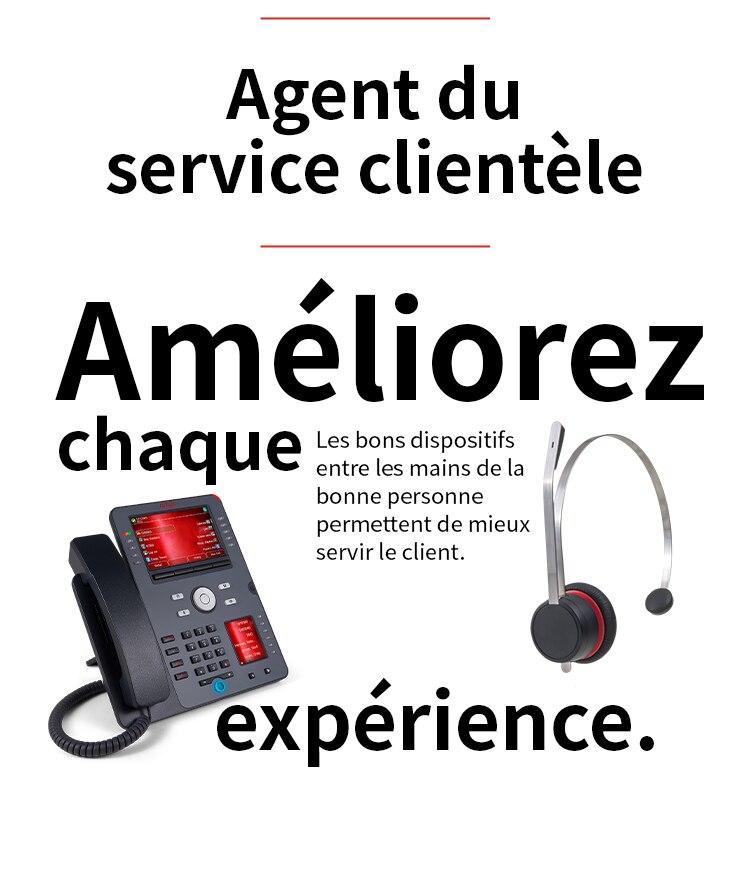 Agent du
service clientèle
Améliorez
chaque
Les bons dispositifs
entre les mains de la
bonne personne
permettent de mieux
servir le client.
expérience.